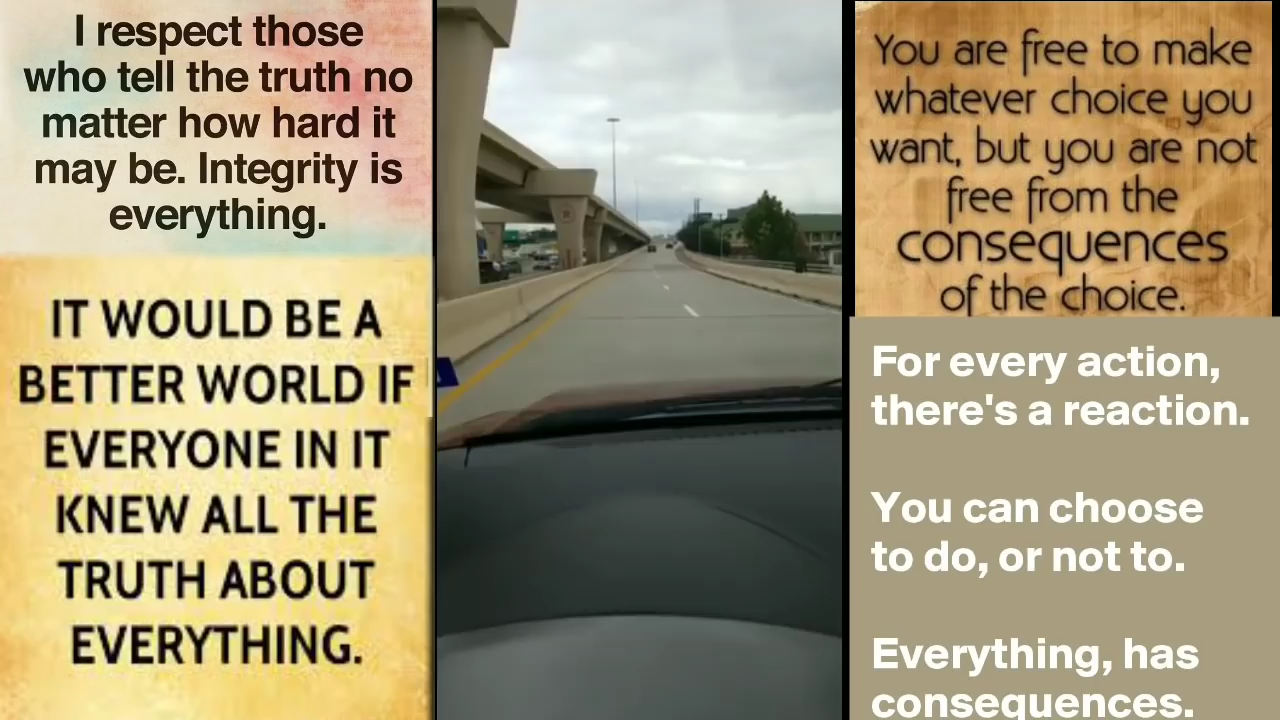 I respect those
who tell the truth no
matter how hard it
may be. Integrity is
everything.
IT WOULD BE A
BETTER WORLD IF
EVERYONE IN IT
KNEW ALL THE
TRUTH ABOUT
EVERYTHING.
You are free to make
whatever choice you
want, but you are not
free from the
consequences
of the choice.
For every action,
there's a reaction.
You can choose
to do, or not to.
Everything, has
consequences.